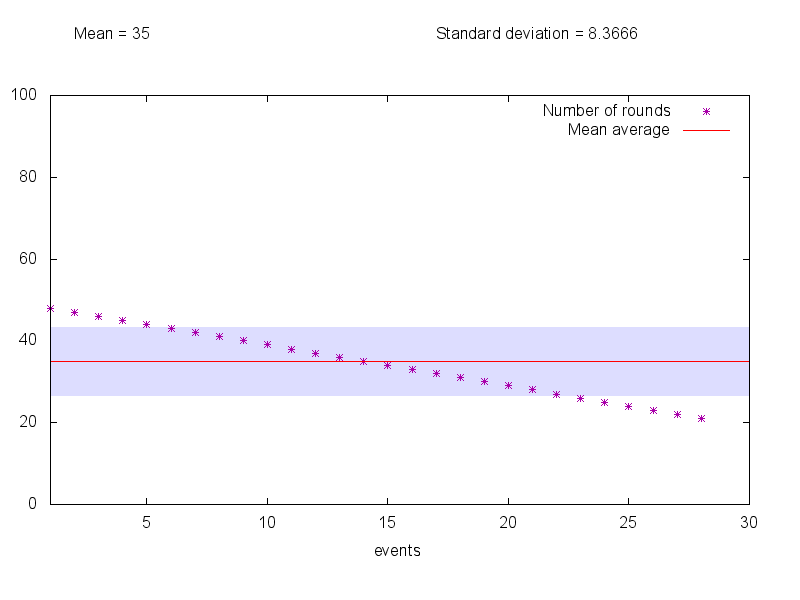 Mean = 35
Standard deviation = 8.3666
Number of rounds
Mean average
100
80
60
40
20
0
5 10 15 20 25 30
events